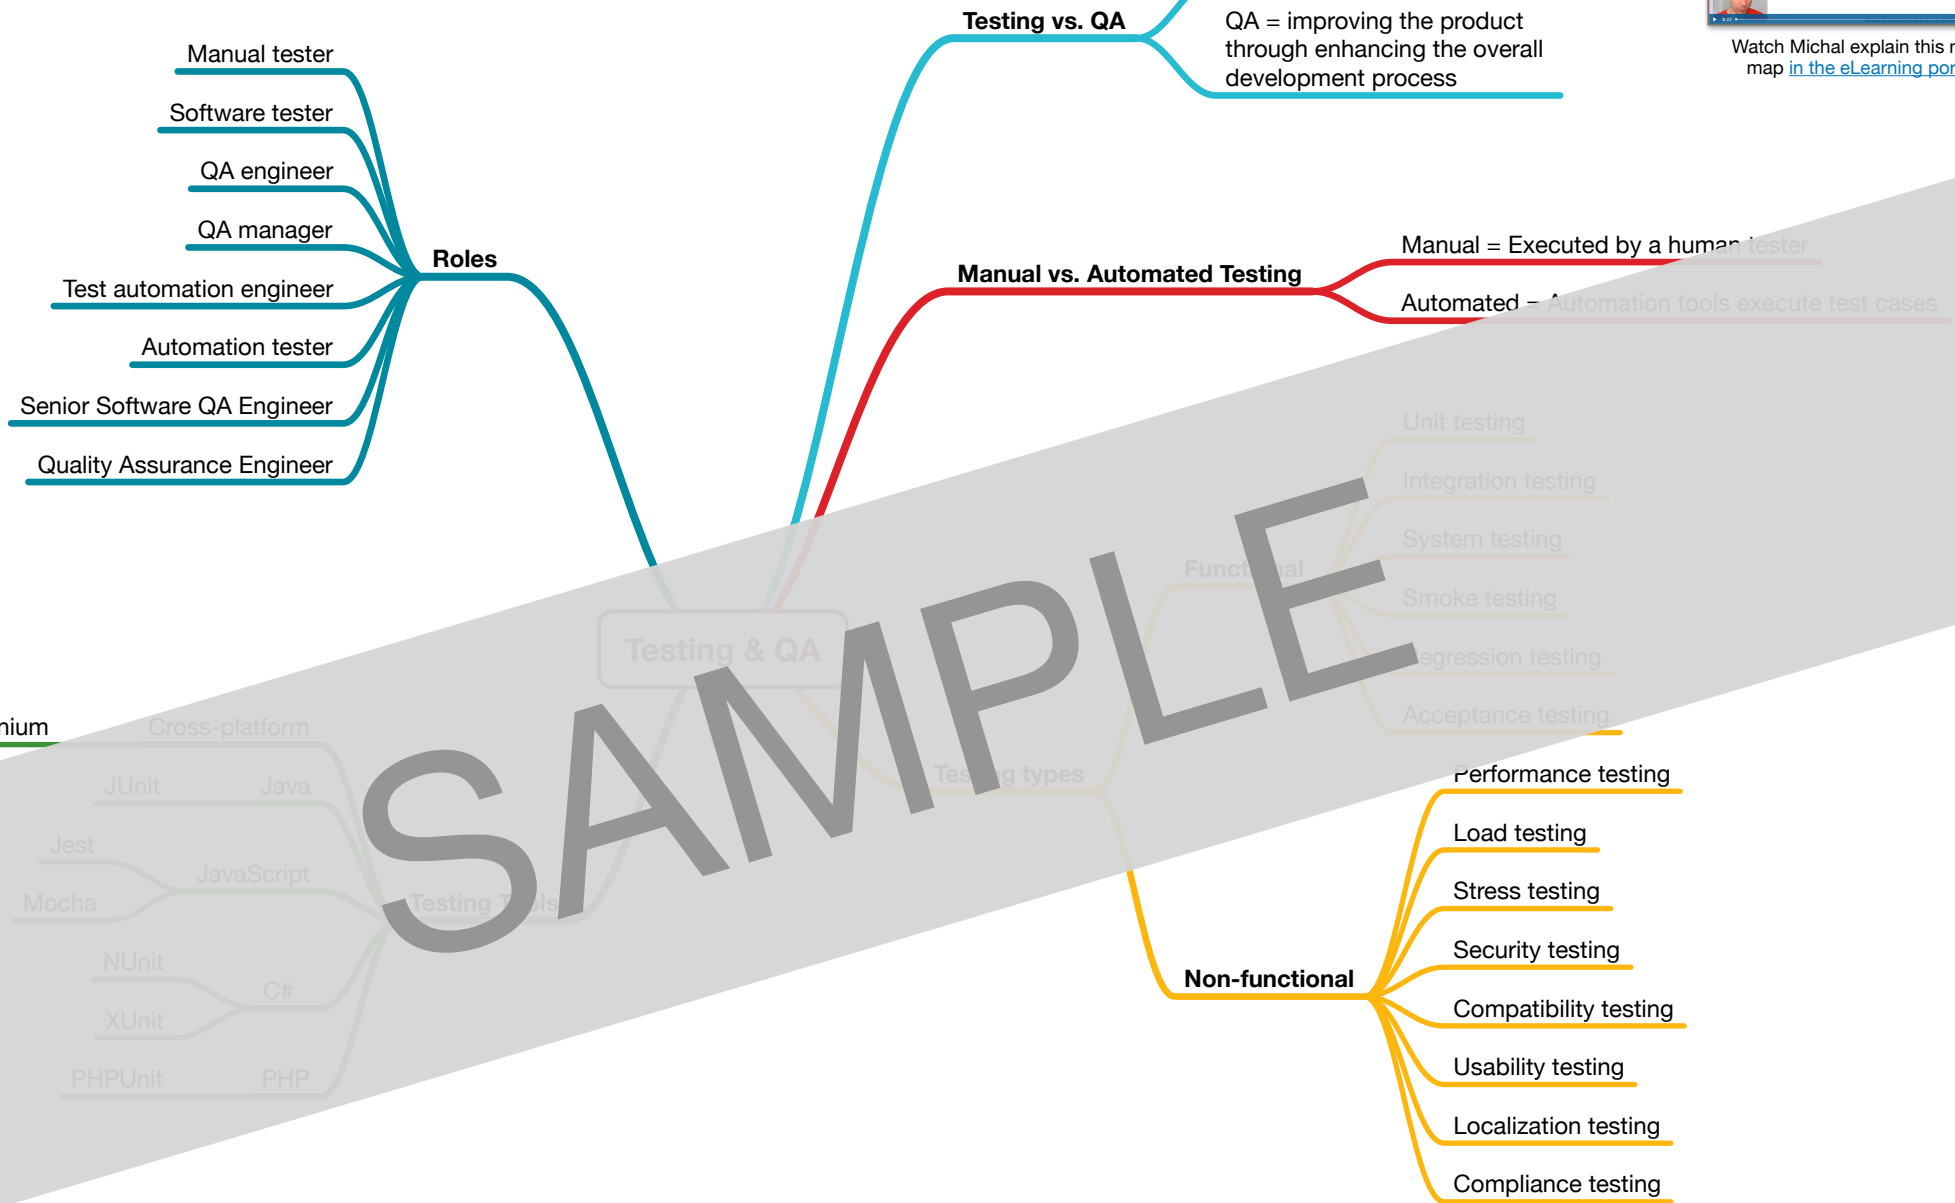 Testing vs. QA
QA = improving the product
through enhancing the overall
development process
Watch Michal explain this
map in the eLearning por
Manual tester
Software tester
QA engineer
QA manager
Test automation engineer
Automation tester
Senior Software QA Engineer
Quality Assurance Engineer
Roles
Manual vs. Automated Testing
Manual = Executed by a human tester
Automated = Automation tools execute test cases
Testing & QA
SAMPLE
Functional
Unit testing
Integration testing
System testing
Smoke testing
Regression testing
Acceptance testing
Testing types
Non-functional
Performance testing
Load testing
Stress testing
Security testing
Compatibility testing
Usability testing
Localization testing
Compliance testing
nium
Cross-platform
JUnit
Java
Jest
Mocha
JavaScript
Testing Tools
NUnit
XUnit
C#
PHPUnit
PHP